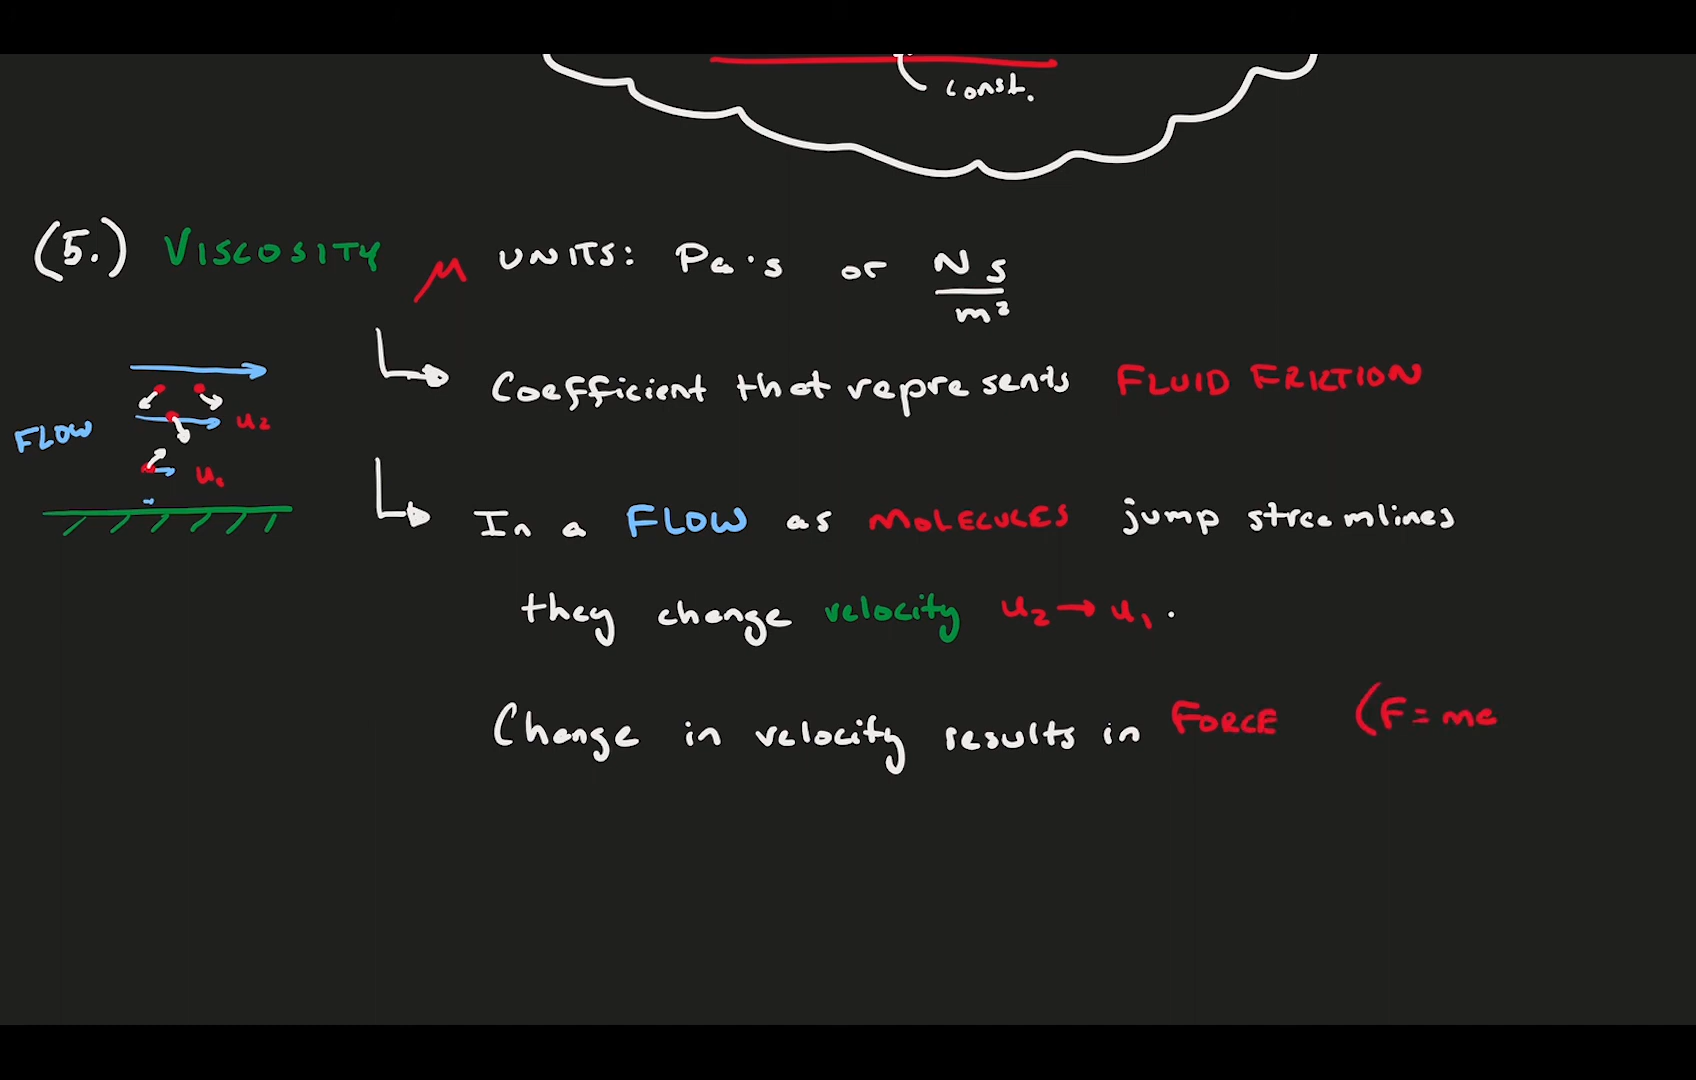 const.
(5.) VISCOSITY μ UNITS: Pa·s or N s / m²
Coefficient that represents FLUID FRICTION
FLOW
u₂
u₁
In a FLOW as MOLECULES jump streamlines
they change velocity u₂ → u₁.
Change in velocity results in FORCE (F = ma